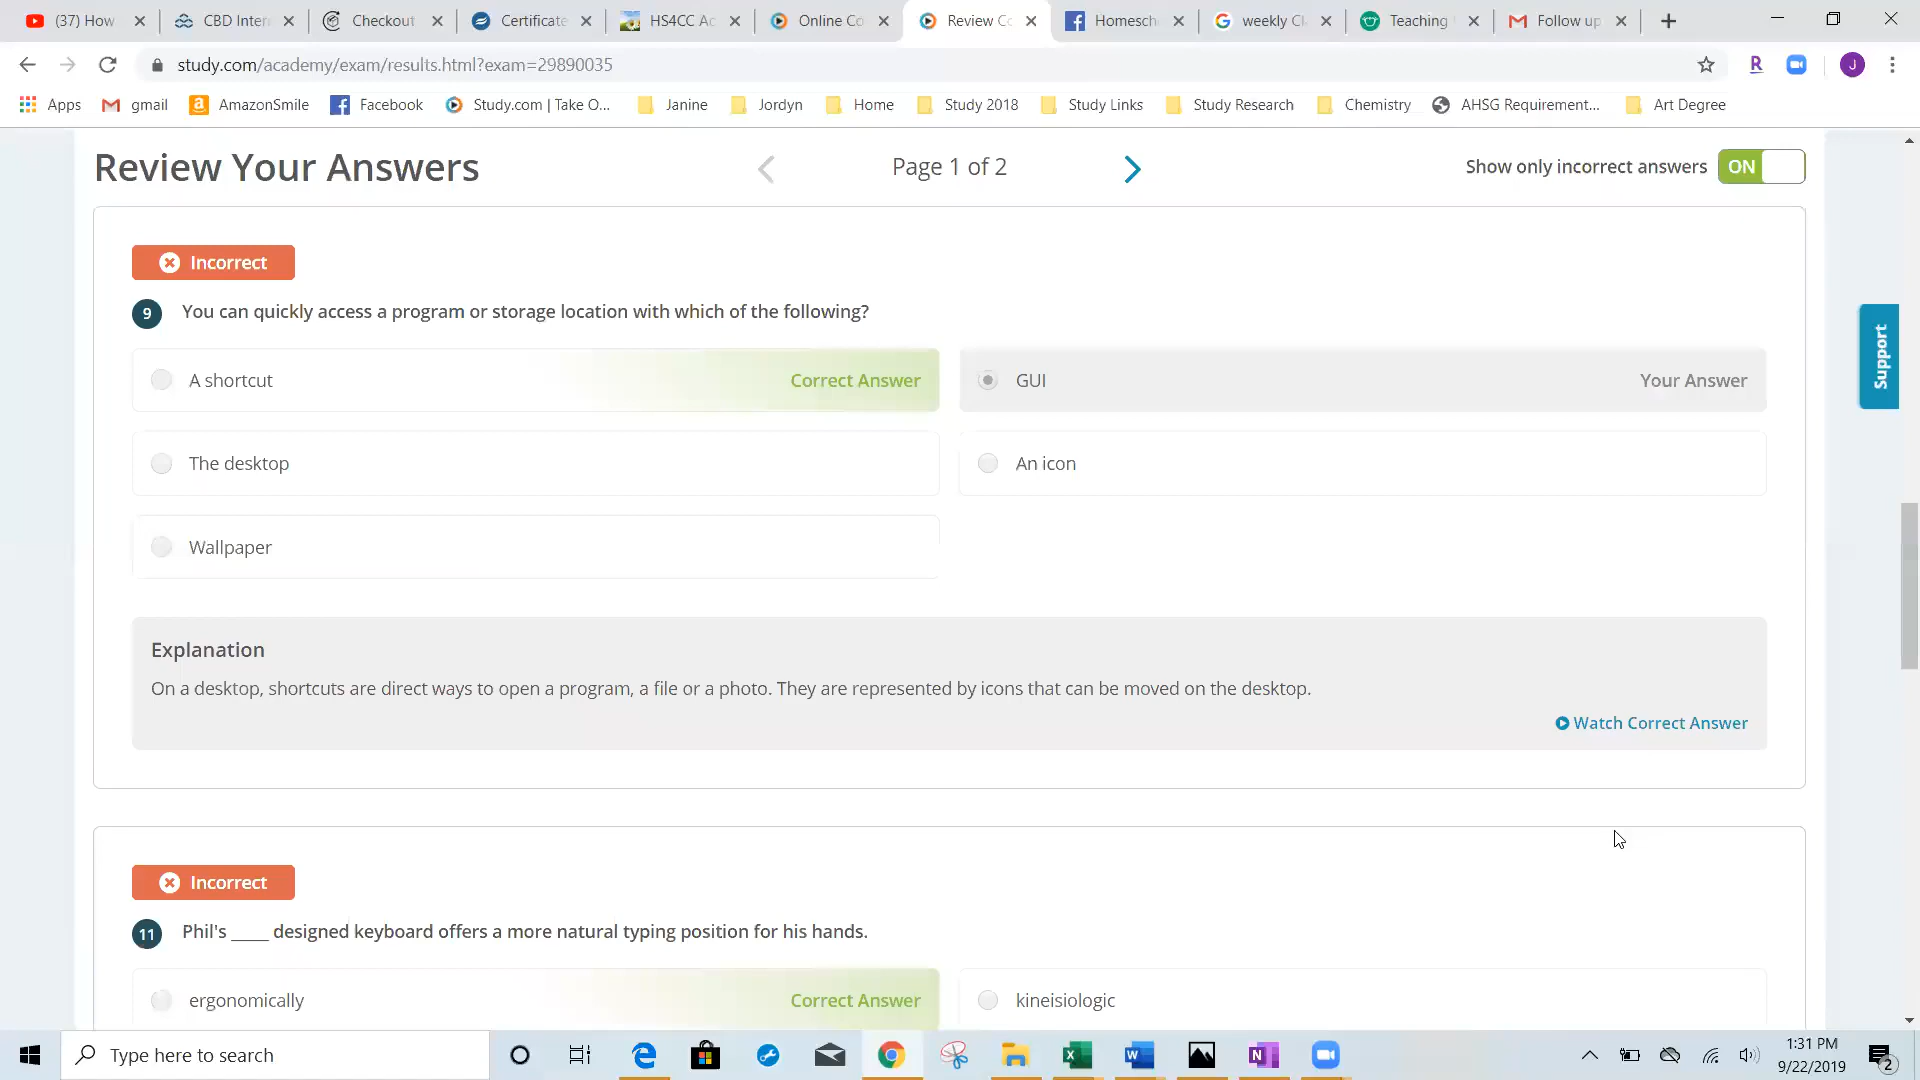 (37) How
CBD Inter
Checkout
Certificate
HS4CC Ac
Online Co
Review Co
Homesch
weekly Cl
Teaching
Follow up
study.com/academy/exam/results.html?exam=29890035
R
J
Apps
gmail
AmazonSmile
Facebook
Study.com | Take O...
Janine
Jordyn
Home
Study 2018
Study Links
Study Research
Chemistry
AHSG Requirement...
Art Degree
Review Your Answers
Page 1 of 2
Show only incorrect answers
ON
Incorrect
9 You can quickly access a program or storage location with which of the following?
A shortcut
Correct Answer
GUI
Your Answer
The desktop
An icon
Wallpaper
Explanation
On a desktop, shortcuts are direct ways to open a program, a file or a photo. They are represented by icons that can be moved on the desktop.
Watch Correct Answer
Support
Incorrect
11 Phil's _____ designed keyboard offers a more natural typing position for his hands.
ergonomically
Correct Answer
kineisiologic
Type here to search
1:31 PM
9/22/2019
2